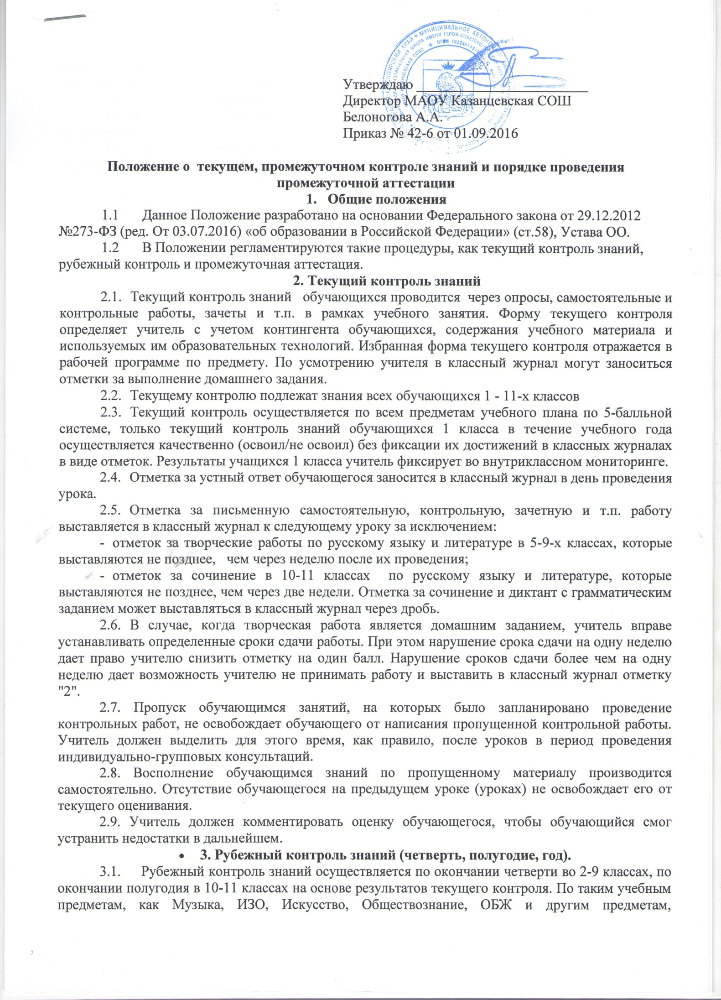 МУНИЦИПАЛЬНОЕ АВТОНОМ
КРАСНОЯРСКИЙ КРАЙ
ШКОЛА ИМЕНИ ГЕРОЯ СОВЕТСКОГО
ОГРН
КАЗАНЦЕВСКАЯ СОШ)
Утверждаю ________________________
Директор МАОУ Казанцевская СОШ
Белоногова А.А.
Приказ № 42-6 от 01.09.2016
Положение о текущем, промежуточном контроле знаний и порядке проведения
промежуточной аттестации
1. Общие положения
1.1 Данное Положение разработано на основании Федерального закона от 29.12.2012
№273-ФЗ (ред. От 03.07.2016) «об образовании в Российской Федерации» (ст.58), Устава ОО.
1.2 В Положении регламентируются такие процедуры, как текущий контроль знаний,
рубежный контроль и промежуточная аттестация.
2. Текущий контроль знаний
2.1. Текущий контроль знаний обучающихся проводится через опросы, самостоятельные и
контрольные работы, зачеты и т.п. в рамках учебного занятия. Форму текущего контроля
определяет учитель с учетом контингента обучающихся, содержания учебного материала и
используемых им образовательных технологий. Избранная форма текущего контроля отражается в
рабочей программе по предмету. По усмотрению учителя в классный журнал могут заноситься
отметки за выполнение домашнего задания.
2.2. Текущему контролю подлежат знания всех обучающихся 1 - 11-х классов
2.3. Текущий контроль осуществляется по всем предметам учебного плана по 5-балльной
системе, только текущий контроль знаний обучающихся 1 класса в течение учебного года
осуществляется качественно (освоил/не освоил) без фиксации их достижений в классных журналах
в виде отметок. Результаты учащихся 1 класса учитель фиксирует во внутриклассном мониторинге.
2.4. Отметка за устный ответ обучающегося заносится в классный журнал в день проведения
урока.
2.5. Отметка за письменную самостоятельную, контрольную, зачетную и т.п. работу
выставляется в классный журнал к следующему уроку за исключением:
- отметок за творческие работы по русскому языку и литературе в 5-9-х классах, которые
выставляются не позднее, чем через неделю после их проведения;
- отметок за сочинение в 10-11 классах по русскому языку и литературе, которые
выставляются не позднее, чем через две недели. Отметка за сочинение и диктант с грамматическим
заданием может выставляться в классный журнал через дробь.
2.6. В случае, когда творческая работа является домашним заданием, учитель вправе
устанавливать определенные сроки сдачи работы. При этом нарушение срока сдачи на одну неделю
дает право учителю снизить отметку на один балл. Нарушение сроков сдачи более чем на одну
неделю дает возможность учителю не принимать работу и выставить в классный журнал отметку
"2".
2.7. Пропуск обучающимся занятий, на которых было запланировано проведение
контрольных работ, не освобождает обучающего от написания пропущенной контрольной работы.
Учитель должен выделить для этого время, как правило, после уроков в период проведения
индивидуально-групповых консультаций.
2.8. Восполнение обучающимся знаний по пропущенному материалу производится
самостоятельно. Отсутствие обучающегося на предыдущем уроке (уроках) не освобождает его от
текущего оценивания.
2.9. Учитель должен комментировать оценку обучающегося, чтобы обучающийся смог
устранить недостатки в дальнейшем.
• 3. Рубежный контроль знаний (четверть, полугодие, год).
3.1. Рубежный контроль знаний осуществляется по окончании четверти во 2-9 классах, по
окончании полугодия в 10-11 классах на основе результатов текущего контроля. По таким учебным
предметам, как Музыка, ИЗО, Искусство, Обществознание, ОБЖ и другим предметам,